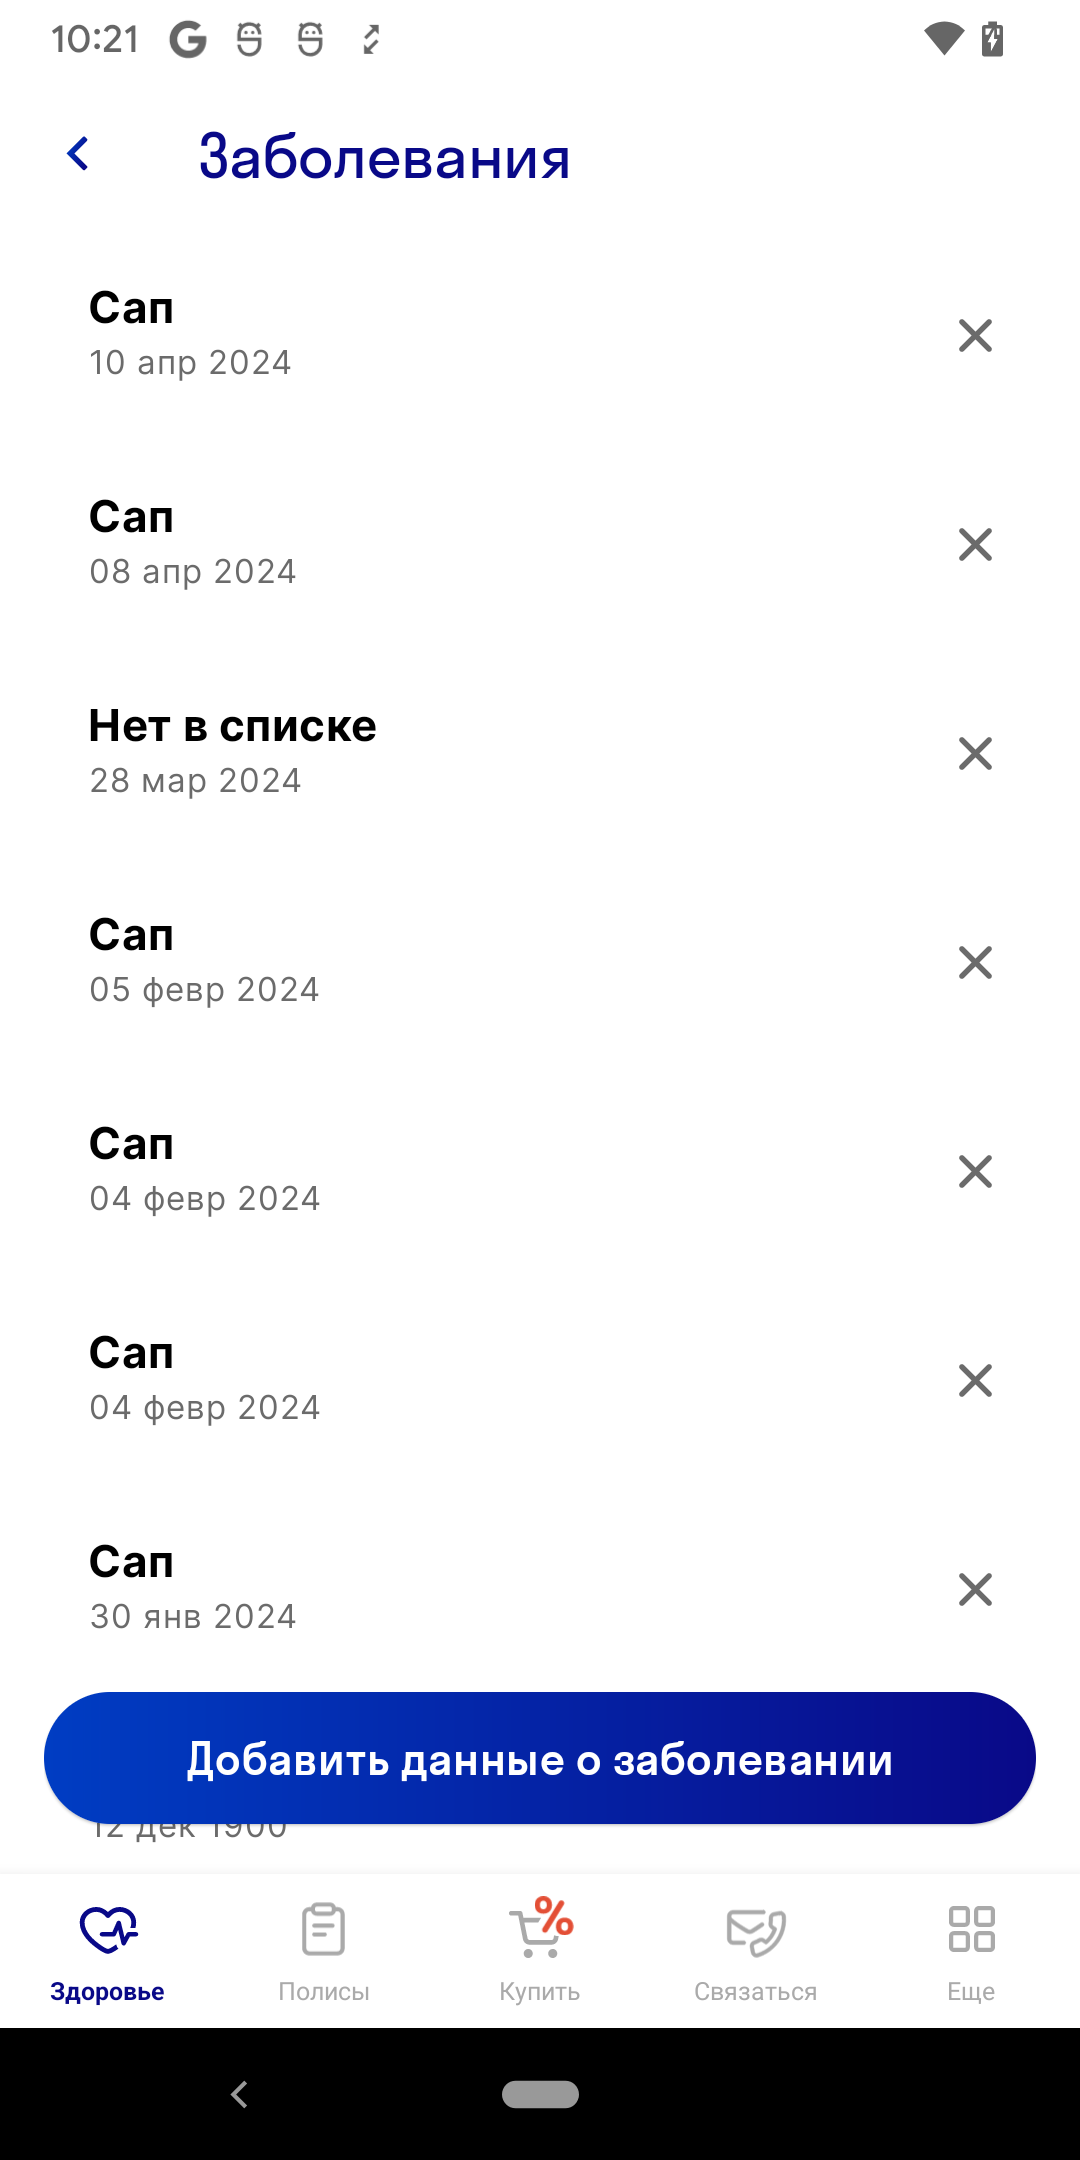 10:21
Заболевания
Сап
10 апр 2024
Сап
08 апр 2024
Нет в списке
28 мар 2024
Сап
05 февр 2024
Сап
04 февр 2024
Сап
04 февр 2024
Сап
30 янв 2024
Добавить данные о заболевании
12 дек 1900
Здоровье
Полисы
Купить
Связаться
Еще